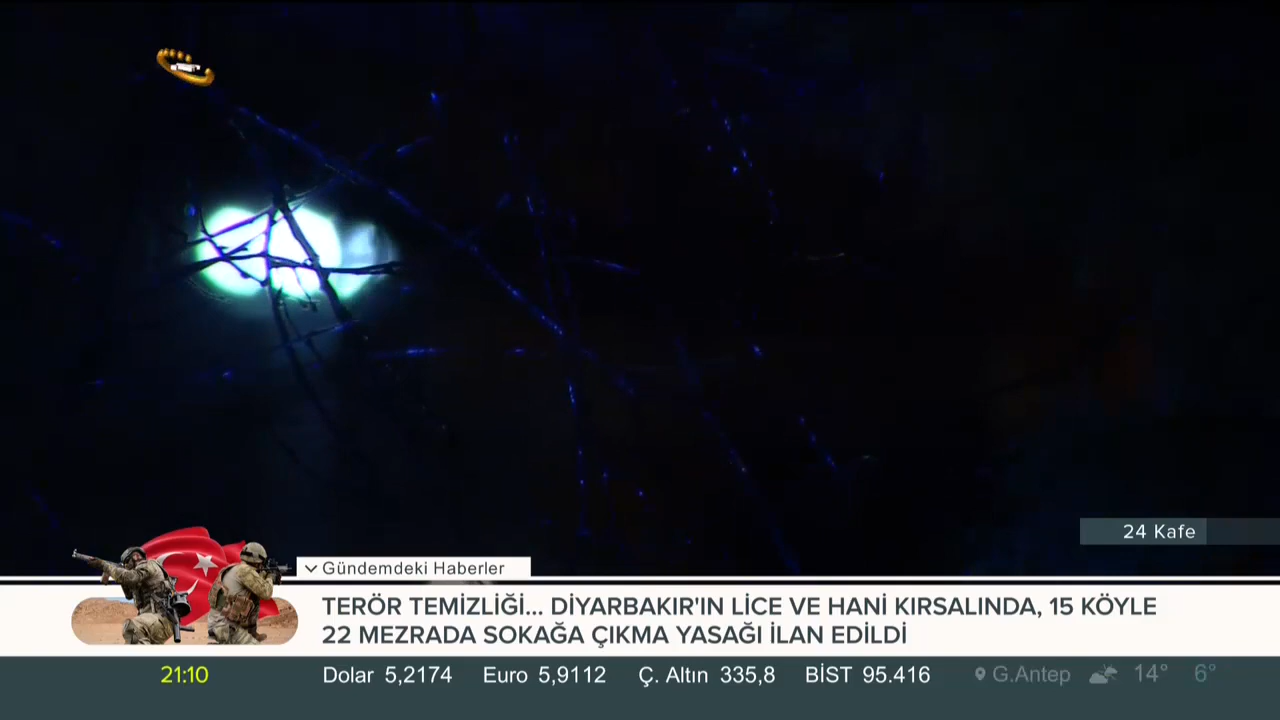 24 Kafe
Gündemdeki Haberler
TERÖR TEMİZLİĞİ... DİYARBAKIR'IN LİCE VE HANİ KIRSALINDA, 15 KÖYLE
22 MEZRADA SOKAĞA ÇIKMA YASAĞI İLAN EDİLDİ
21:10 Dolar 5,2174 Euro 5,9112 Ç. Altın 335,8 BİST 95.416 G.Antep 14° 6°